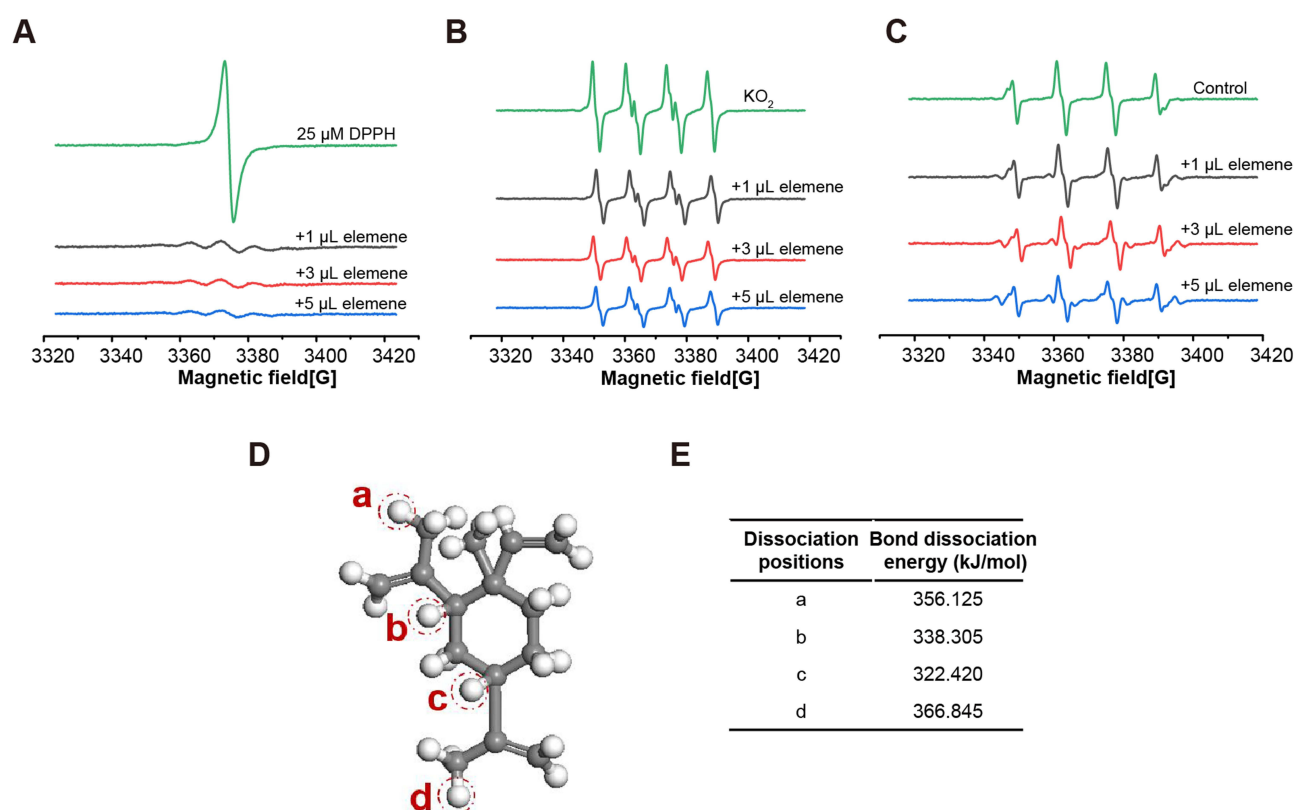 A
25 µM DPPH
+1 µL elemene
+3 µL elemene
+5 µL elemene
3320 3340 3360 3380 3400 3420
Magnetic field[G]
B
KO₂
+1 µL elemene
+3 µL elemene
+5 µL elemene
3320 3340 3360 3380 3400 3420
Magnetic field[G]
C
Control
+1 µL elemene
+3 µL elemene
+5 µL elemene
3320 3340 3360 3380 3400 3420
Magnetic field[G]
D
a
b
c
d
E
Dissociation Bond dissociation
positions energy (kJ/mol)
a 356.125
b 338.305
c 322.420
d 366.845